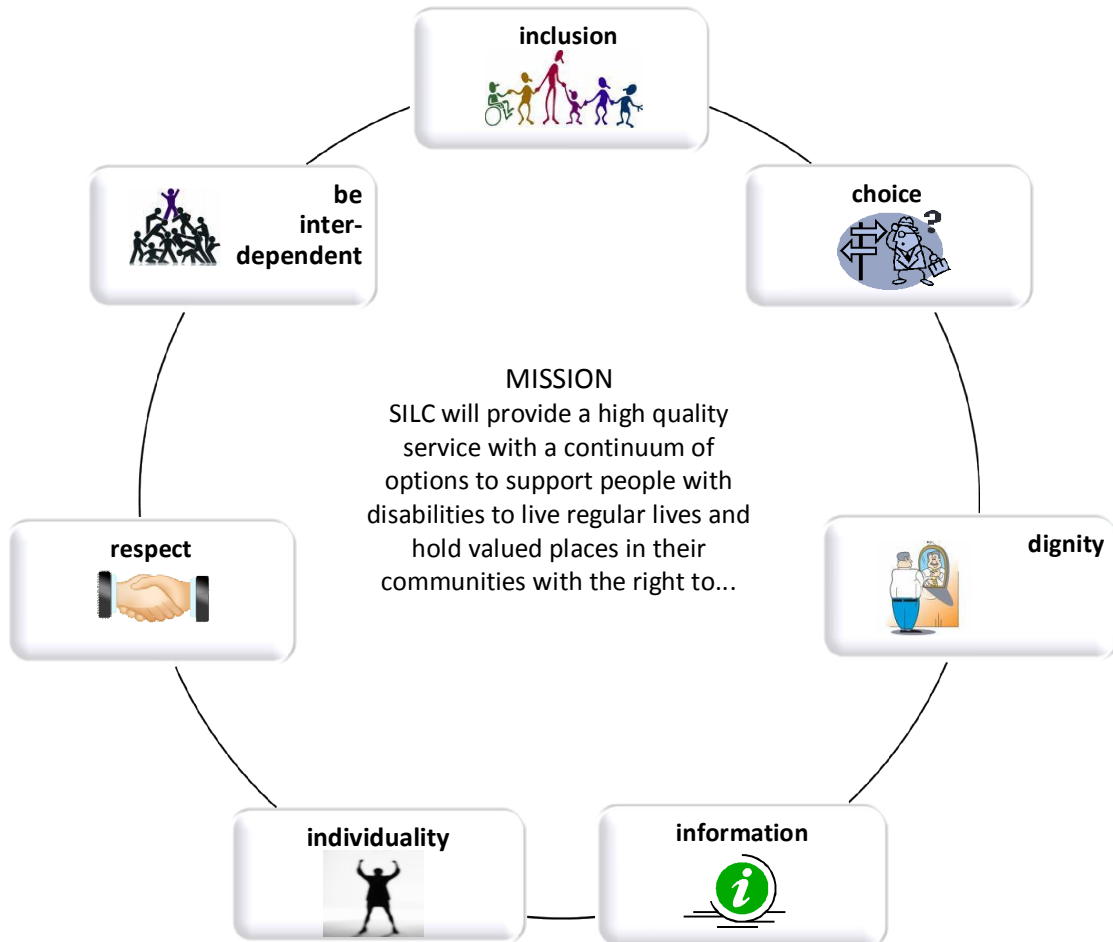 inclusion
choice
dignity
information
individuality
respect
be
inter-
dependent
MISSION
SILC will provide a high quality
service with a continuum of
options to support people with
disabilities to live regular lives and
hold valued places in their
communities with the right to...
?
i